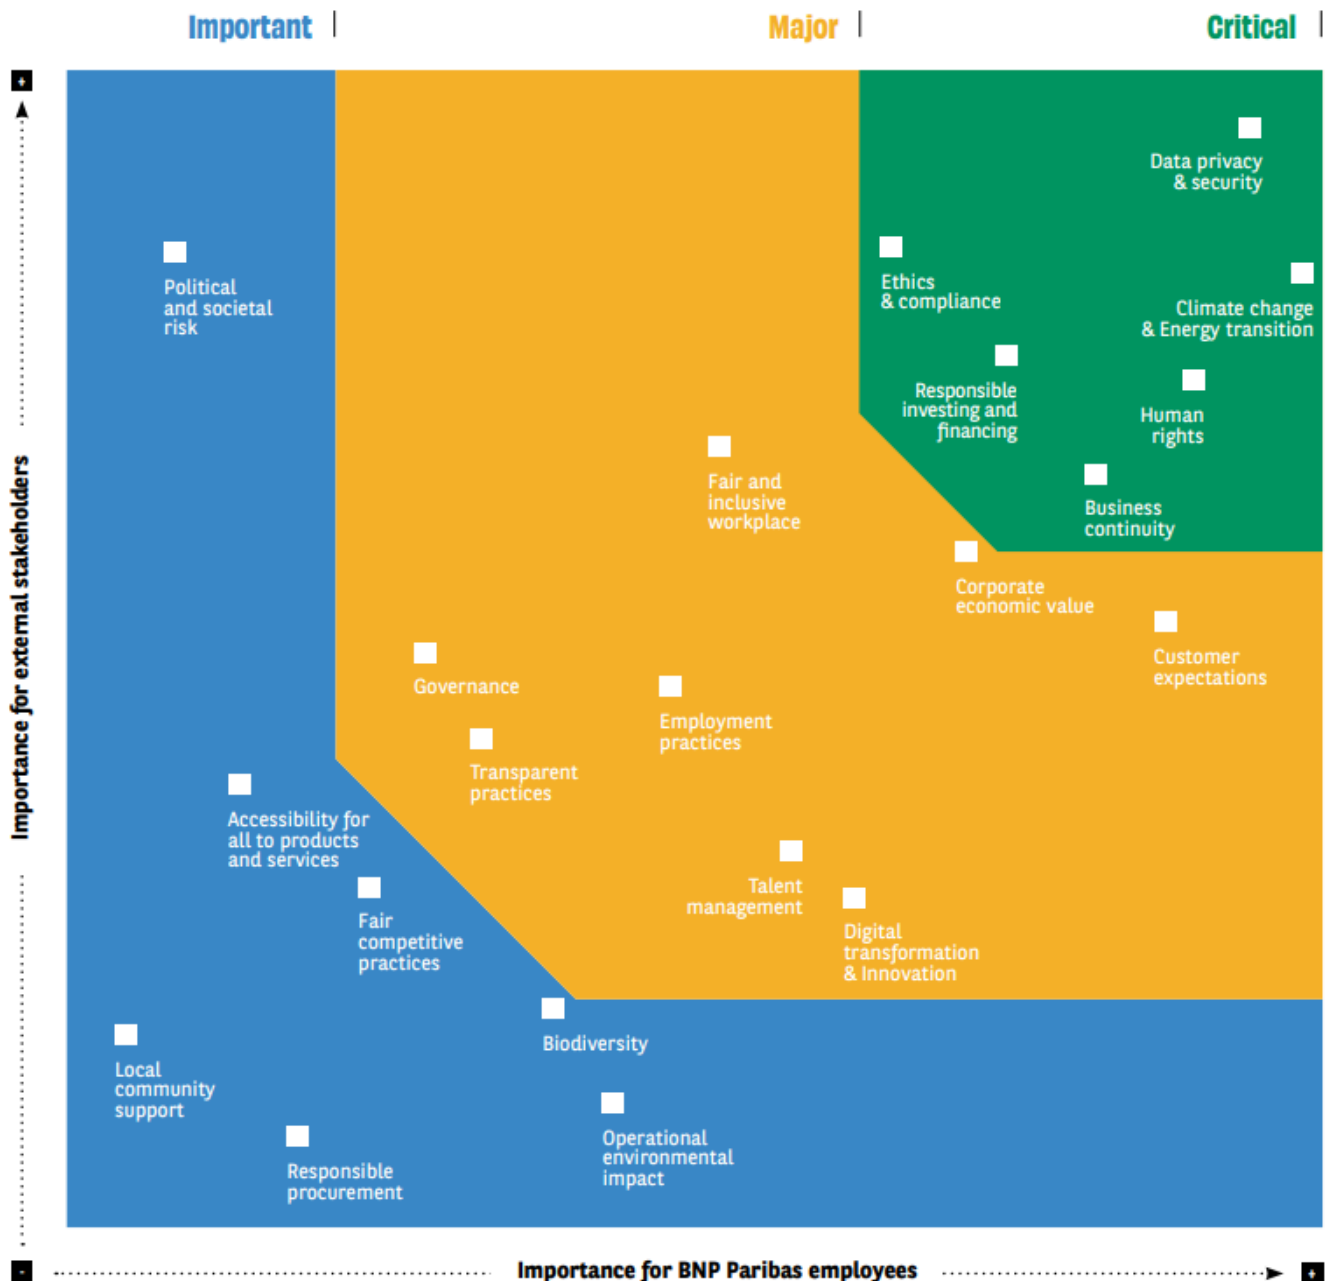 Important
Major
Critical
+
Data privacy
& security
Political
and societal
risk
Ethics
& compliance
Climate change
& Energy transition
Responsible
investing and
financing
Human
rights
Fair and
inclusive
workplace
Business
continuity
Corporate
economic value
Customer
expectations
Governance
Employment
practices
Transparent
practices
Accessibility for
all to products
and services
Talent
management
Fair
competitive
practices
Digital
transformation
& Innovation
Biodiversity
Local
community
support
Operational
environmental
impact
Responsible
procurement
Importance for external stakeholders
-
Importance for BNP Paribas employees
+